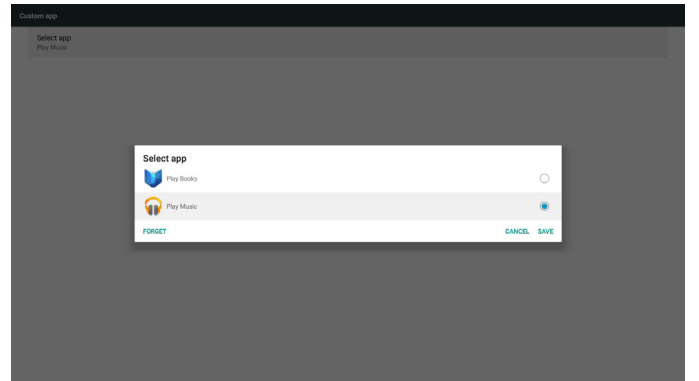 Custom app
Select app
Play Music
Select app
Play Books
Play Music
FORGET CANCEL SAVE